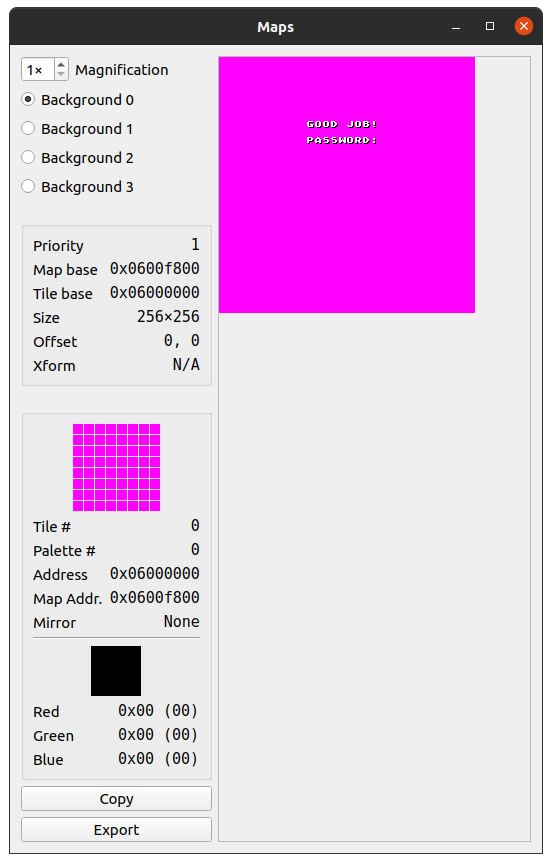 Maps
1× Magnification
Background 0
Background 1
Background 2
Background 3
GOOD JOB!
PASSWORD:
Priority 1
Map base 0x0600f800
Tile base 0x06000000
Size 256×256
Offset 0, 0
Xform N/A
Tile # 0
Palette # 0
Address 0x06000000
Map Addr. 0x0600f800
Mirror None
Red 0x00 (00)
Green 0x00 (00)
Blue 0x00 (00)
Copy
Export